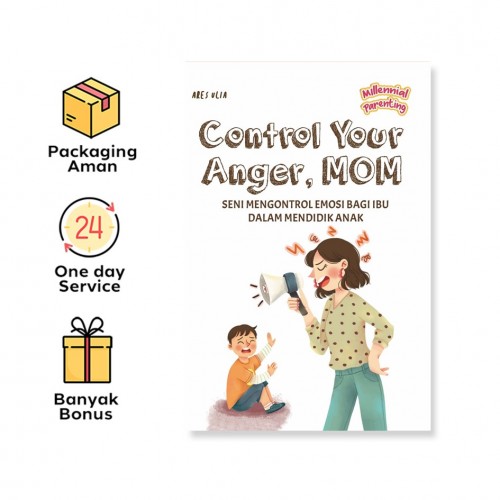 Packaging
Aman
24
One day
Service
Banyak
Bonus
ARES ULIA
Millennial
Parenting
Control Your
Anger, MOM
SENI MENGONTROL EMOSI BAGI IBU
DALAM MENDIDIK ANAK